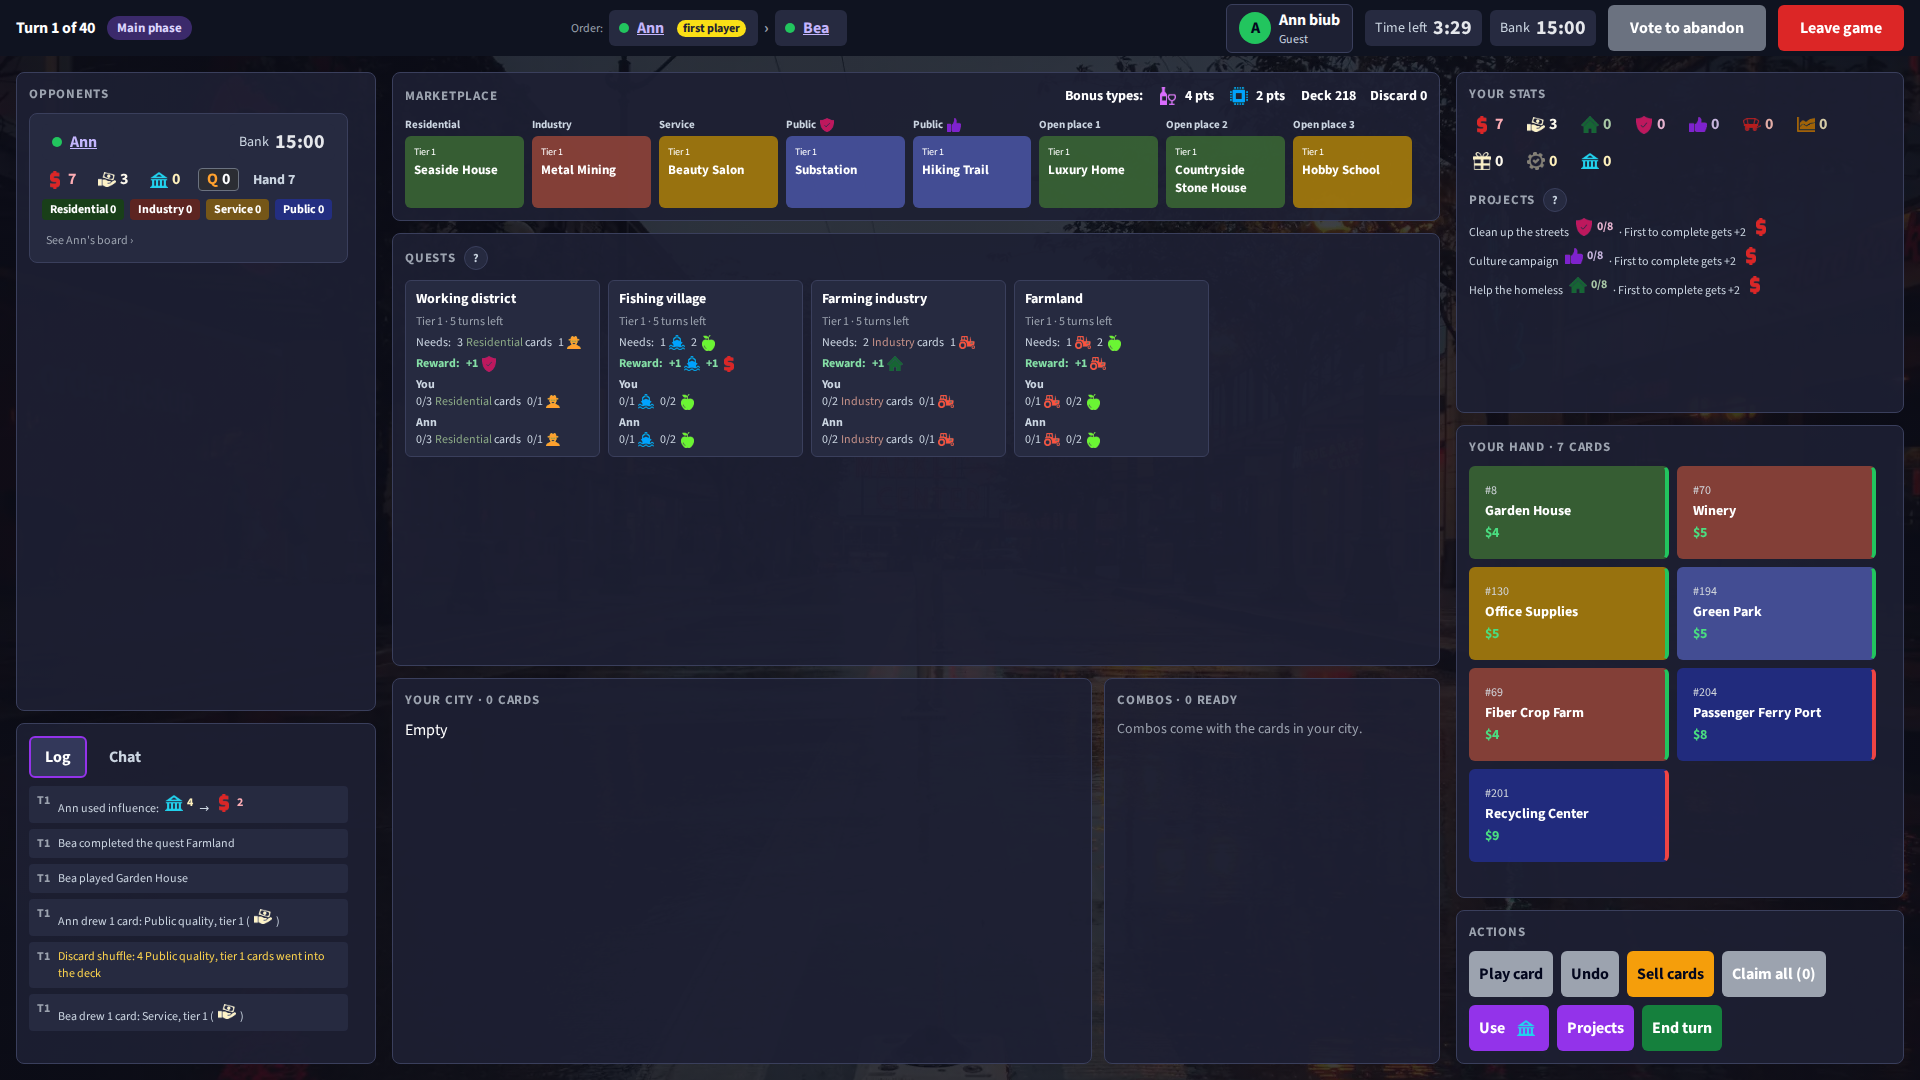 Turn 1 of 40 Main phase
Order: Ann first player › Bea
A Ann biub
Guest
Time left 3:29 Bank 15:00 Vote to abandon Leave game
OPPONENTS
Ann Bank 15:00
7 3 0 Q 0 Hand 7
Residential 0 Industry 0 Service 0 Public 0
See Ann's board ›
MARKETPLACE Bonus types: 4 pts 2 pts Deck 218 Discard 0
Residential Industry Service Public Public Open place 1 Open place 2 Open place 3
Tier 1
Seaside House
Tier 1
Metal Mining
Tier 1
Beauty Salon
Tier 1
Substation
Tier 1
Hiking Trail
Tier 1
Luxury Home
Tier 1
Countryside
Stone House
Tier 1
Hobby School
QUESTS ?
Working district
Tier 1 · 5 turns left
Needs: 3 Residential cards 1
Reward: +1
You
0/3 Residential cards 0/1
Ann
0/3 Residential cards 0/1
Fishing village
Tier 1 · 5 turns left
Needs: 1 2
Reward: +1 +1
You
0/1 0/2
Ann
0/1 0/2
Farming industry
Tier 1 · 5 turns left
Needs: 2 Industry cards 1
Reward: +1
You
0/2 Industry cards 0/1
Ann
0/2 Industry cards 0/1
Farmland
Tier 1 · 5 turns left
Needs: 1 2
Reward: +1
You
0/1 0/2
Ann
0/1 0/2
YOUR STATS
7 3 0 0 0 0 0
0 0 0
PROJECTS ?
Clean up the streets 0/8 · First to complete gets +2
Culture campaign 0/8 · First to complete gets +2
Help the homeless 0/8 · First to complete gets +2
YOUR HAND · 7 CARDS
#8
Garden House
$4
#70
Winery
$5
#130
Office Supplies
$5
#194
Green Park
$5
#69
Fiber Crop Farm
$4
#204
Passenger Ferry Port
$8
#201
Recycling Center
$9
Log Chat
T1 Ann used influence: 4 → 2
T1 Bea completed the quest Farmland
T1 Bea played Garden House
T1 Ann drew 1 card: Public quality, tier 1 ( )
T1 Discard shuffle: 4 Public quality, tier 1 cards went into
the deck
T1 Bea drew 1 card: Service, tier 1 ( )
YOUR CITY · 0 CARDS
Empty
COMBOS · 0 READY
Combos come with the cards in your city.
ACTIONS
Play card Undo Sell cards Claim all (0)
Use Projects End turn